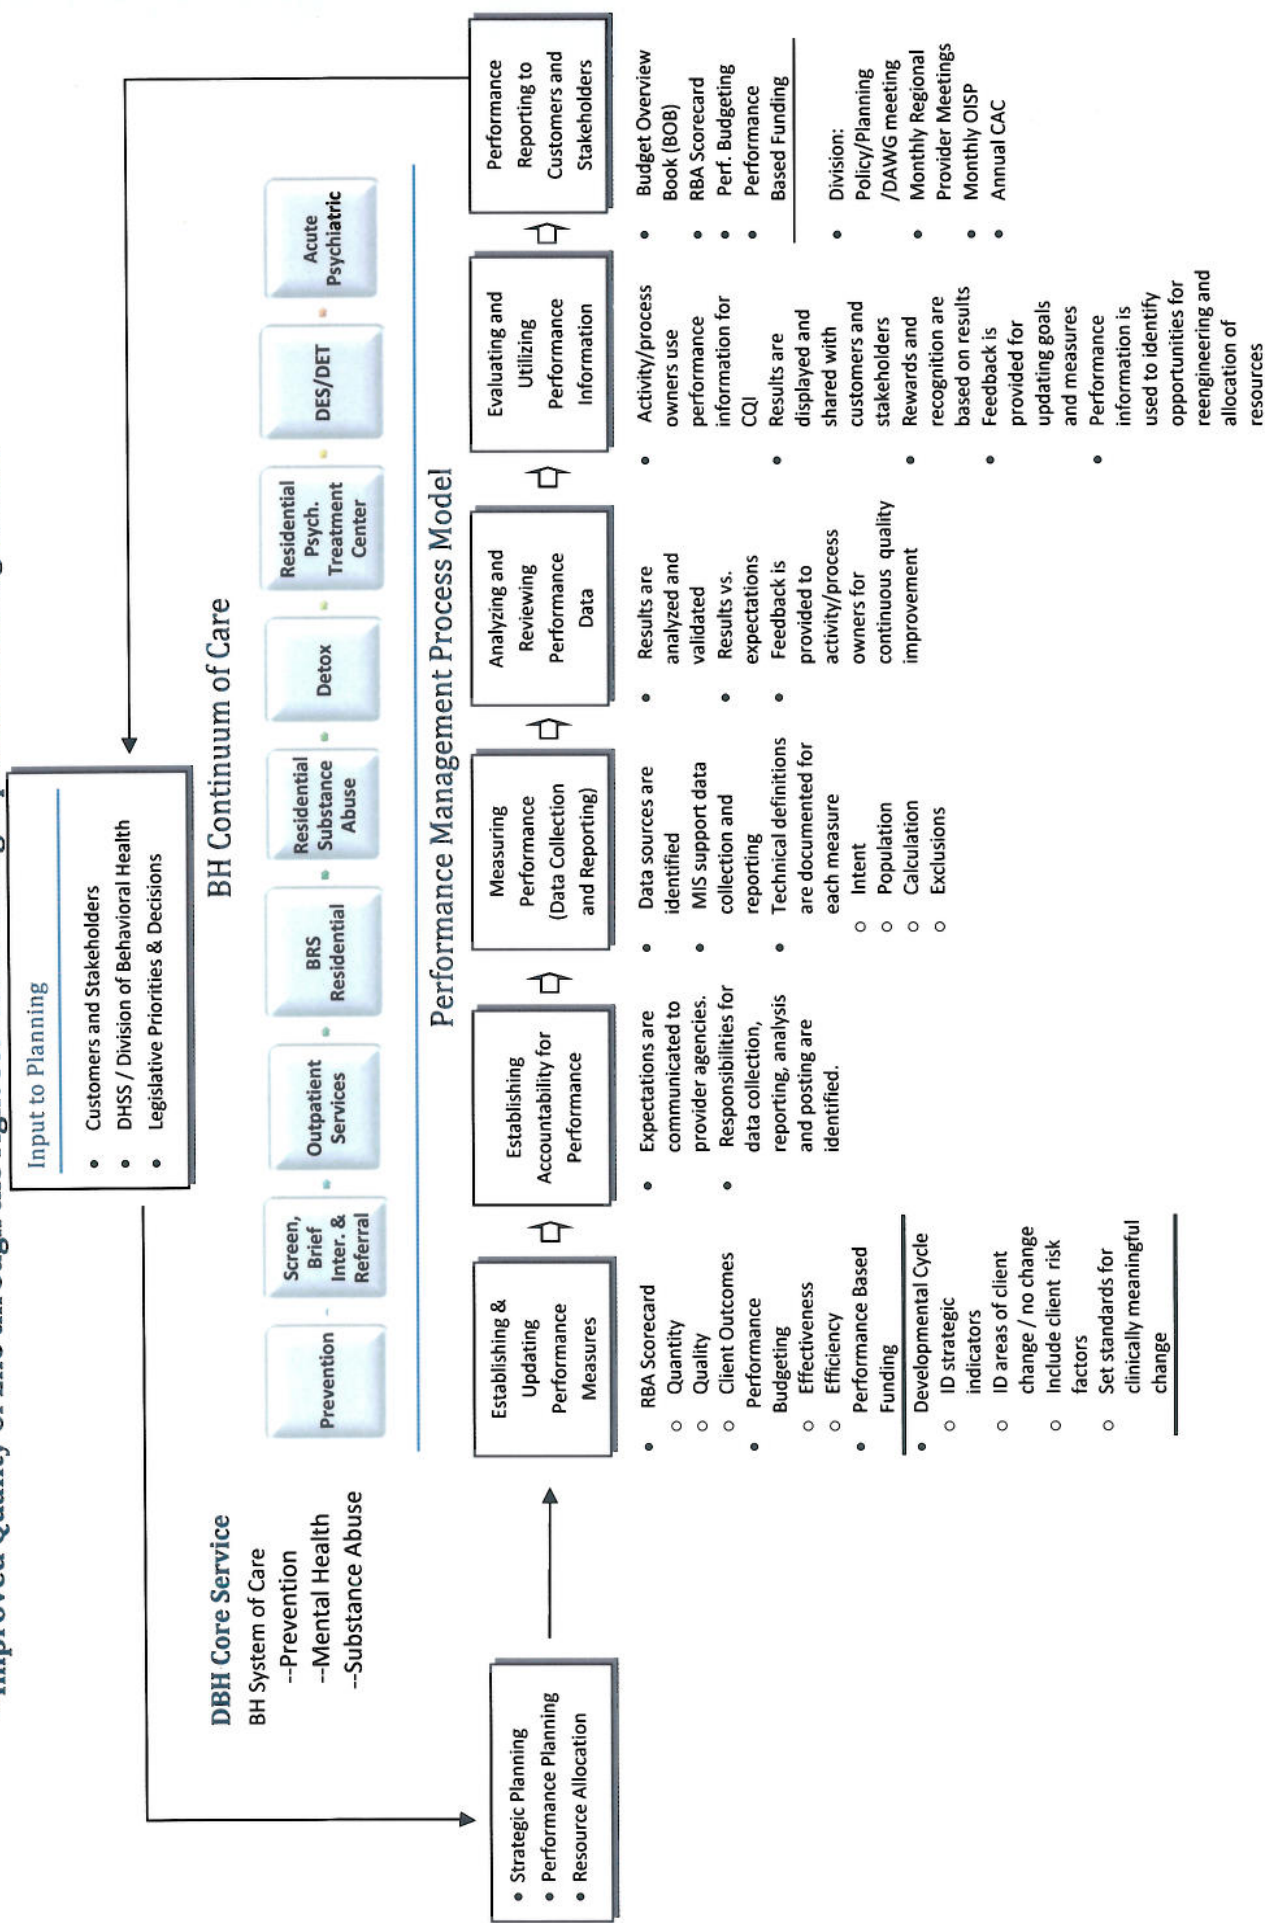 Improved Quality of Life through the Right
Input to Planning
• Customers and Stakeholders
• DHSS / Division of Behavioral Health
• Legislative Priorities & Decisions
DBH Core Service
BH System of Care
--Prevention
--Mental Health
--Substance Abuse
BH Continuum of Care
Prevention
Screen,
Brief
Inter. &
Referral
Outpatient
Services
BRS
Residential
Residential
Substance
Abuse
Detox
Residential
Psych.
Treatment
Center
DES/DET
Acute
Psychiatric
Performance Management Process Model
• Strategic Planning
• Performance Planning
• Resource Allocation
Establishing &
Updating
Performance
Measures
• RBA Scorecard
○ Quantity
○ Quality
○ Client Outcomes
• Performance
Budgeting
○ Effectiveness
○ Efficiency
• Performance Based
Funding
• Developmental Cycle
○ ID strategic
indicators
○ ID areas of client
change / no change
○ Include client risk
factors
○ Set standards for
clinically meaningful
change
Establishing
Accountability for
Performance
• Expectations are
communicated to
provider agencies.
• Responsibilities for
data collection,
reporting, analysis
and posting are
identified.
Measuring
Performance
(Data Collection
and Reporting)
• Data sources are
identified
• MIS support data
collection and
reporting
• Technical definitions
are documented for
each measure
○ Intent
○ Population
○ Calculation
○ Exclusions
Analyzing and
Reviewing
Performance
Data
• Results are
analyzed and
validated
• Results vs.
expectations
• Feedback is
provided to
activity/process
owners for
continuous quality
improvement
Evaluating and
Utilizing
Performance
Information
• Activity/process
owners use
performance
information for
CQI
• Results are
displayed and
shared with
customers and
stakeholders
• Rewards and
recognition are
based on results
• Feedback is
provided for
updating goals
and measures
• Performance
information is
used to identify
opportunities for
reengineering and
allocation of
resources
Performance
Reporting to
Customers and
Stakeholders
• Budget Overview
Book (BOB)
• RBA Scorecard
• Perf. Budgeting
• Performance
Based Funding
• Division:
Policy/Planning
/DAWG meeting
• Monthly Regional
Provider Meetings
• Monthly OISP
• Annual CAC